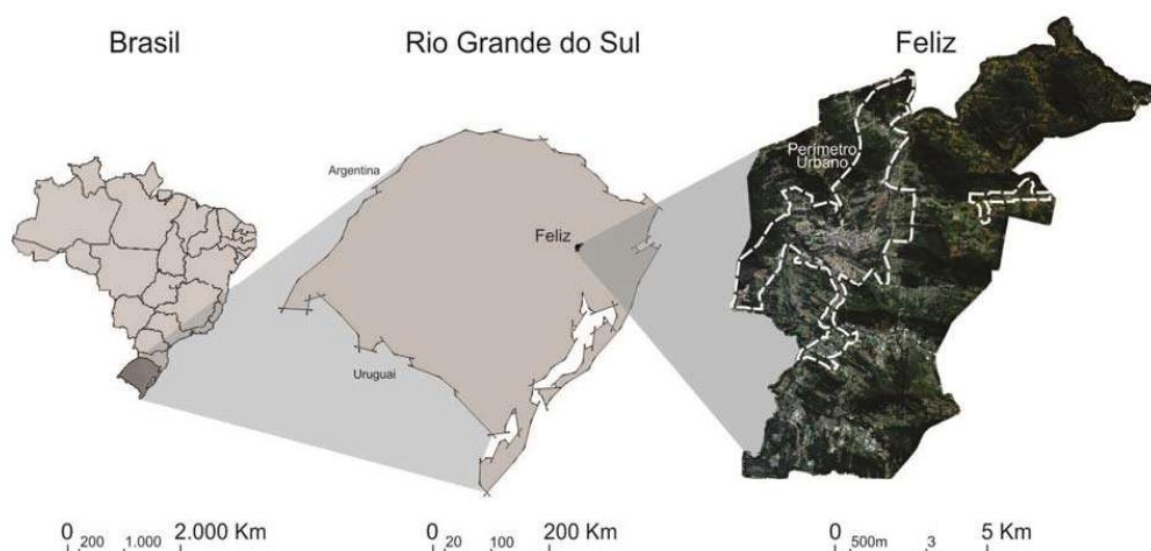 Brasil
Rio Grande do Sul
Feliz
Argentina
Perímetro
Urbano
Feliz
Uruguai
0 200 1.000 2.000 Km
0 20 100 200 Km
0 500m 3 5 Km